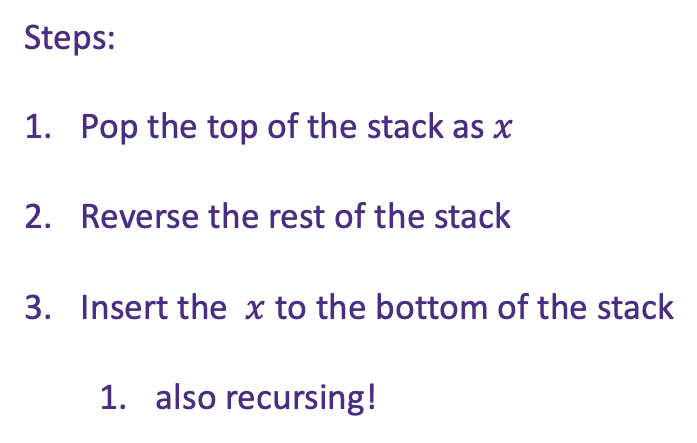 Steps:
1. Pop the top of the stack as x
2. Reverse the rest of the stack
3. Insert the x to the bottom of the stack
1. also recursing!